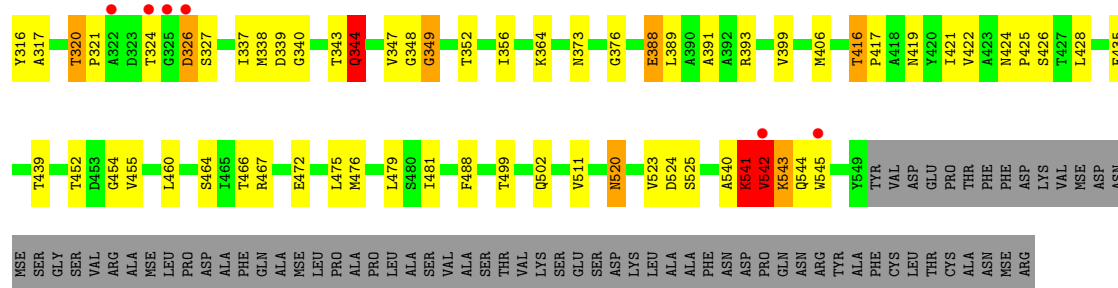 Y316 A317 T320 P321 A322 D323 T324 G325 D326 S327 I337 M338 D339 G340 T343 Q344 V347 G348 G349 T352 I356 K364 N373 G376 E388 L389 A390 A391 A392 R393 V399 M406 T416 P417 A418 N419 Y420 I421 V422 A423 N424 P425 S426 T427 L428 E435
T439 T452 D453 G454 V455 L460 S464 I465 T466 R467 E472 L475 M476 L479 S480 I481 F488 T499 Q502 V511 N520 V523 D524 S525 A540 K541 V542 K543 Q544 W545 Y549 TYR VAL ASP GLU PRO THR PHE PHE ASP LYS VAL MSE ASP ASN
MSE SER GLY SER VAL ARG ALA MSE LEU PRO ASP ALA PHE GLN ALA MSE LEU PRO ALA PRO LEU ALA SER VAL ALA SER THR VAL LYS SER GLU SER ASP LYS LEU ALA ALA PHE ASN ASP PRO GLN ASN ARG TYR ALA PHE CYS LEU THR CYS ALA ASN MSE ARG